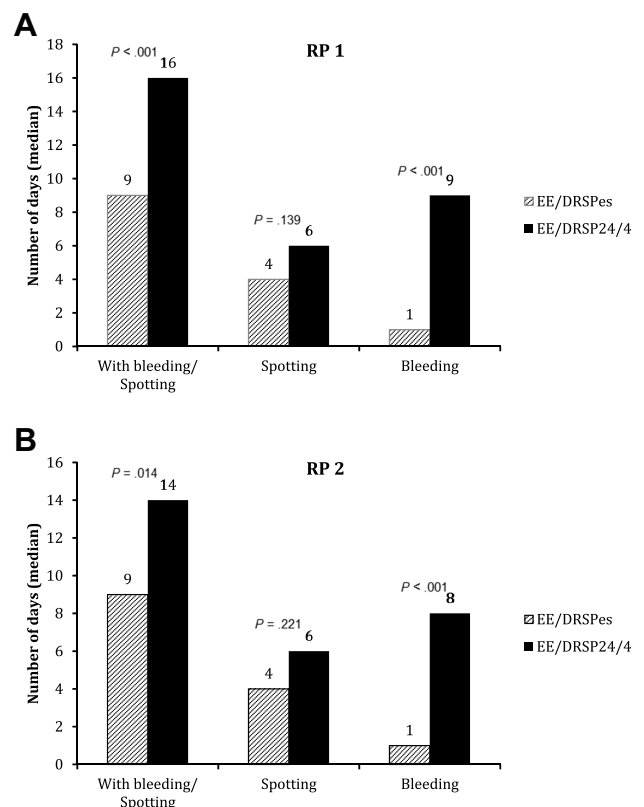 A
RP 1
Number of days (median)
18
16
14
12
10
8
6
4
2
0
P < .001
9
16
P = .139
4
6
P < .001
1
9
With bleeding/
Spotting
Spotting
Bleeding
EE/DRSPes
EE/DRSP24/4
B
RP 2
Number of days (median)
16
14
12
10
8
6
4
2
0
P = .014
9
14
P = .221
4
6
P < .001
1
8
With bleeding/
Spotting
Spotting
Bleeding
EE/DRSPes
EE/DRSP24/4